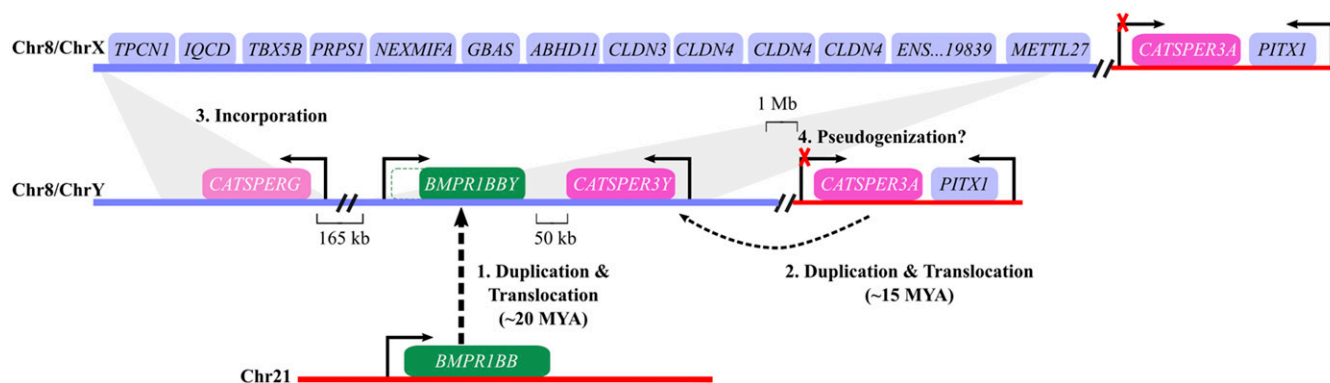 Chr8/ChrX TPCN1 IQCD TBX5B PRPS1 NEXMIFA GBAS ABHD11 CLDN3 CLDN4 CLDN4 CLDN4 ENS...19839 METTL27 CATSPER3A PITX1
3. Incorporation
1 Mb
4. Pseudogenization?
Chr8/ChrY CATSPERG BMPR1BBY CATSPER3Y CATSPER3A PITX1
165 kb
50 kb
1. Duplication &
Translocation
(~20 MYA)
2. Duplication & Translocation
(~15 MYA)
BMPR1BB
Chr21